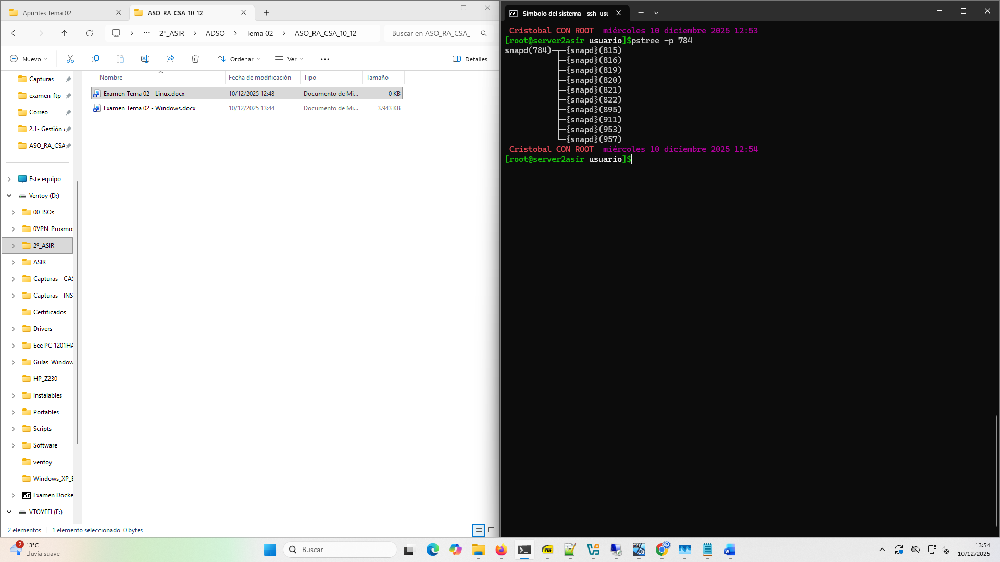 Apuntes Tema 02
ASO_RA_CSA_10_12
2º_ASIR
ADSO
Tema 02
ASO_RA_CSA_10_12
Buscar en ASO_RA_CSA_
Nuevo
Ordenar
Ver
Detalles
Nombre
Fecha de modificación
Tipo
Tamaño
Examen Tema 02 - Linux.docx 10/12/2025 12:48 Documento de Mi... 0 KB
Examen Tema 02 - Windows.docx 10/12/2025 13:44 Documento de Mi... 3.943 KB
Capturas
examen-ftp
Correo
2.1- Gestión
ASO_RA_CSA
Este equipo
Ventoy (D:)
00_ISOs
0VPN_Proxmo
2º_ASIR
ASIR
Capturas - CAS
Capturas - INS
Certificados
Drivers
Eee PC 1201HA
Guías_Window
HP_Z230
Instalables
Portables
Scripts
Software
ventoy
Windows_XP_E
Examen Docke
VTOYEFI (E:)
2 elementos
1 elemento seleccionado 0 bytes
Símbolo del sistema - ssh usu
Cristobal CON ROOT miércoles 10 diciembre 2025 12:53
[root@server2asir usuario]$pstree -p 784
snapd(784)─┬─{snapd}(815)
├─{snapd}(816)
├─{snapd}(819)
├─{snapd}(820)
├─{snapd}(821)
├─{snapd}(822)
├─{snapd}(895)
├─{snapd}(911)
├─{snapd}(953)
└─{snapd}(957)
Cristobal CON ROOT miércoles 10 diciembre 2025 12:54
[root@server2asir usuario]$
2
13°C
Lluvia suave
Buscar
PDF
x64
10
13:54
10/12/2025